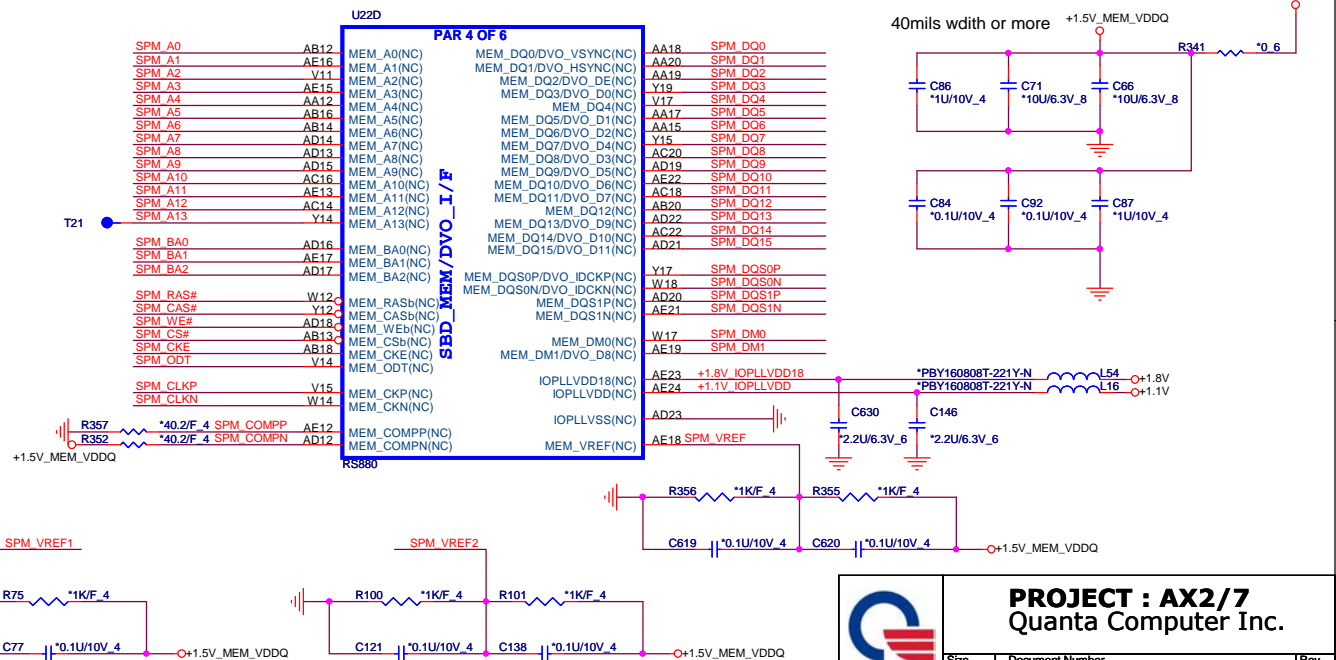 U22D
PAR 4 OF 6
SPM_A0 AB12 MEM_A0(NC) MEM_DQ0/DVO_VSYNC(NC) AA18 SPM_DQ0
SPM_A1 AE16 MEM_A1(NC) MEM_DQ1/DVO_HSYNC(NC) AA20 SPM_DQ1
SPM_A2 V11 MEM_A2(NC) MEM_DQ2/DVO_DE(NC) AA19 SPM_DQ2
SPM_A3 AE15 MEM_A3(NC) MEM_DQ3/DVO_D0(NC) Y19 SPM_DQ3
SPM_A4 AA12 MEM_A4(NC) MEM_DQ4(NC) V17 SPM_DQ4
SPM_A5 AB16 MEM_A5(NC) MEM_DQ5/DVO_D1(NC) AA17 SPM_DQ5
SPM_A6 AB14 MEM_A6(NC) MEM_DQ6/DVO_D2(NC) AA15 SPM_DQ6
SPM_A7 AD14 MEM_A7(NC) MEM_DQ7/DVO_D4(NC) Y15 SPM_DQ7
SPM_A8 AD13 MEM_A8(NC) MEM_DQ8/DVO_D3(NC) AC20 SPM_DQ8
SPM_A9 AD15 MEM_A9(NC) MEM_DQ9/DVO_D5(NC) AD19 SPM_DQ9
SPM_A10 AC16 MEM_A10(NC) MEM_DQ10/DVO_D6(NC) AE22 SPM_DQ10
SPM_A11 AE13 MEM_A11(NC) MEM_DQ11/DVO_D7(NC) AC18 SPM_DQ11
SPM_A12 AC14 MEM_A12(NC) MEM_DQ12(NC) AB20 SPM_DQ12
T21 SPM_A13 Y14 MEM_A13(NC) MEM_DQ13/DVO_D9(NC) AD22 SPM_DQ13
MEM_DQ14/DVO_D10(NC) AC22 SPM_DQ14
SPM_BA0 AD16 MEM_BA0(NC) MEM_DQ15/DVO_D11(NC) AD21 SPM_DQ15
SPM_BA1 AE17 MEM_BA1(NC)
SPM_BA2 AD17 MEM_BA2(NC) MEM_DQS0P/DVO_IDCKP(NC) Y17 SPM_DQS0P
MEM_DQS0N/DVO_IDCKN(NC) W18 SPM_DQS0N
SPM_RAS# W12 MEM_RASb(NC) MEM_DQS1P(NC) AD20 SPM_DQS1P
SPM_CAS# Y12 MEM_CASb(NC) MEM_DQS1N(NC) AE21 SPM_DQS1N
SPM_WE# AD18 MEM_WEb(NC)
SPM_CS# AB13 MEM_CSb(NC) MEM_DM0(NC) W17 SPM_DM0
SPM_CKE AB18 MEM_CKE(NC) MEM_DM1/DVO_D8(NC) AE19 SPM_DM1
SPM_ODT V14 MEM_ODT(NC)
SBD_MEM/DVO_I/F
IOPLLVDD18(NC) AE23 +1.8V_IOPLLVDD18 *PBY160808T-221Y-N L54 +1.8V
SPM_CLKP V15 MEM_CKP(NC) IOPLLVDD(NC) AE24 +1.1V_IOPLLVDD *PBY160808T-221Y-N L16 +1.1V
SPM_CLKN W14 MEM_CKN(NC)
IOPLLVSS(NC) AD23
R357 *40.2/F_4 SPM_COMPP AE12 MEM_COMPP(NC)
R352 *40.2/F_4 SPM_COMPN AD12 MEM_COMPN(NC) MEM_VREF(NC) AE18 SPM_VREF
+1.5V_MEM_VDDQ
RS880
C630 *2.2U/6.3V_6
C146 *2.2U/6.3V_6
40mils wdith or more +1.5V_MEM_VDDQ
R341 *0_6
C86 *1U/10V_4
C71 *10U/6.3V_8
C66 *10U/6.3V_8
C84 *0.1U/10V_4
C92 *0.1U/10V_4
C87 *1U/10V_4
R356 *1K/F_4 R355 *1K/F_4
C619 *0.1U/10V_4 C620 *0.1U/10V_4 +1.5V_MEM_VDDQ
SPM_VREF1
R75 *1K/F_4
C77 *0.1U/10V_4 +1.5V_MEM_VDDQ
SPM_VREF2
R100 *1K/F_4 R101 *1K/F_4
C121 *0.1U/10V_4 C138 *0.1U/10V_4 +1.5V_MEM_VDDQ
PROJECT : AX2/7
Quanta Computer Inc.
Size Document Number Rev